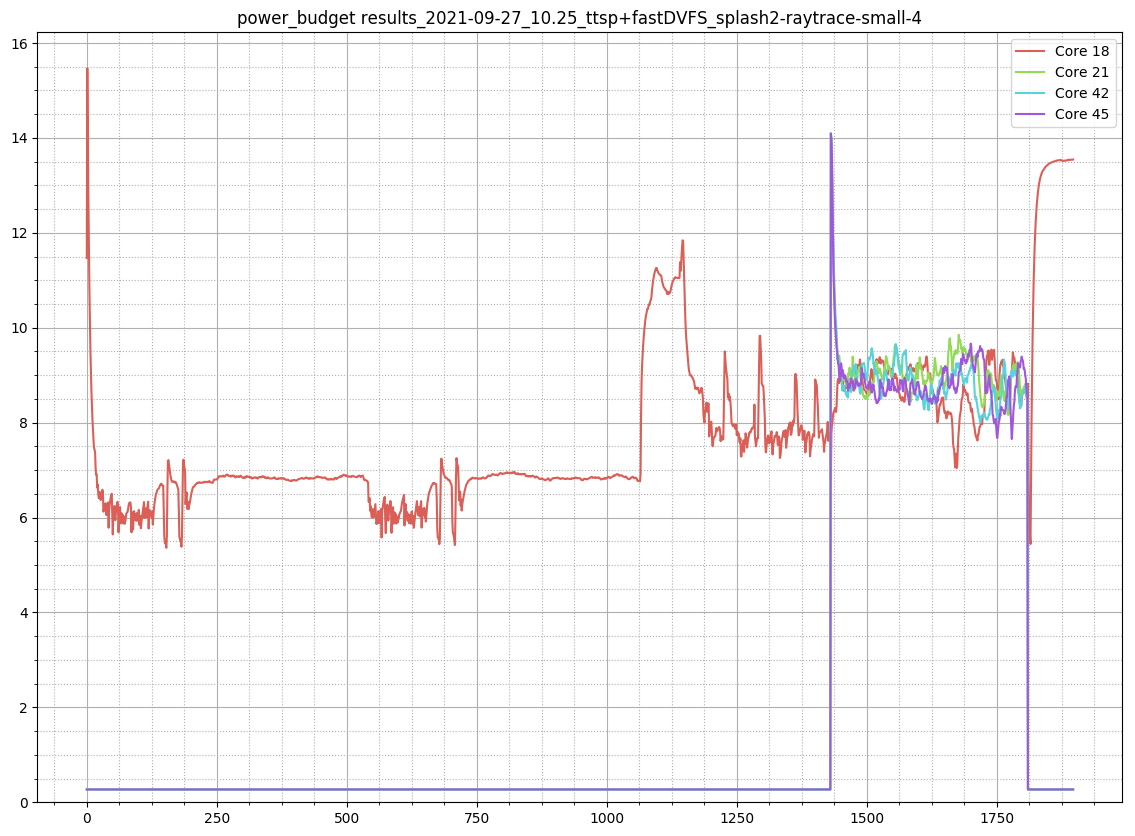 power_budget results_2021-09-27_10.25_ttsp+fastDVFS_splash2-raytrace-small-4
Core 18
Core 21
Core 42
Core 45
16
14
12
10
8
6
4
2
0
0 250 500 750 1000 1250 1500 1750